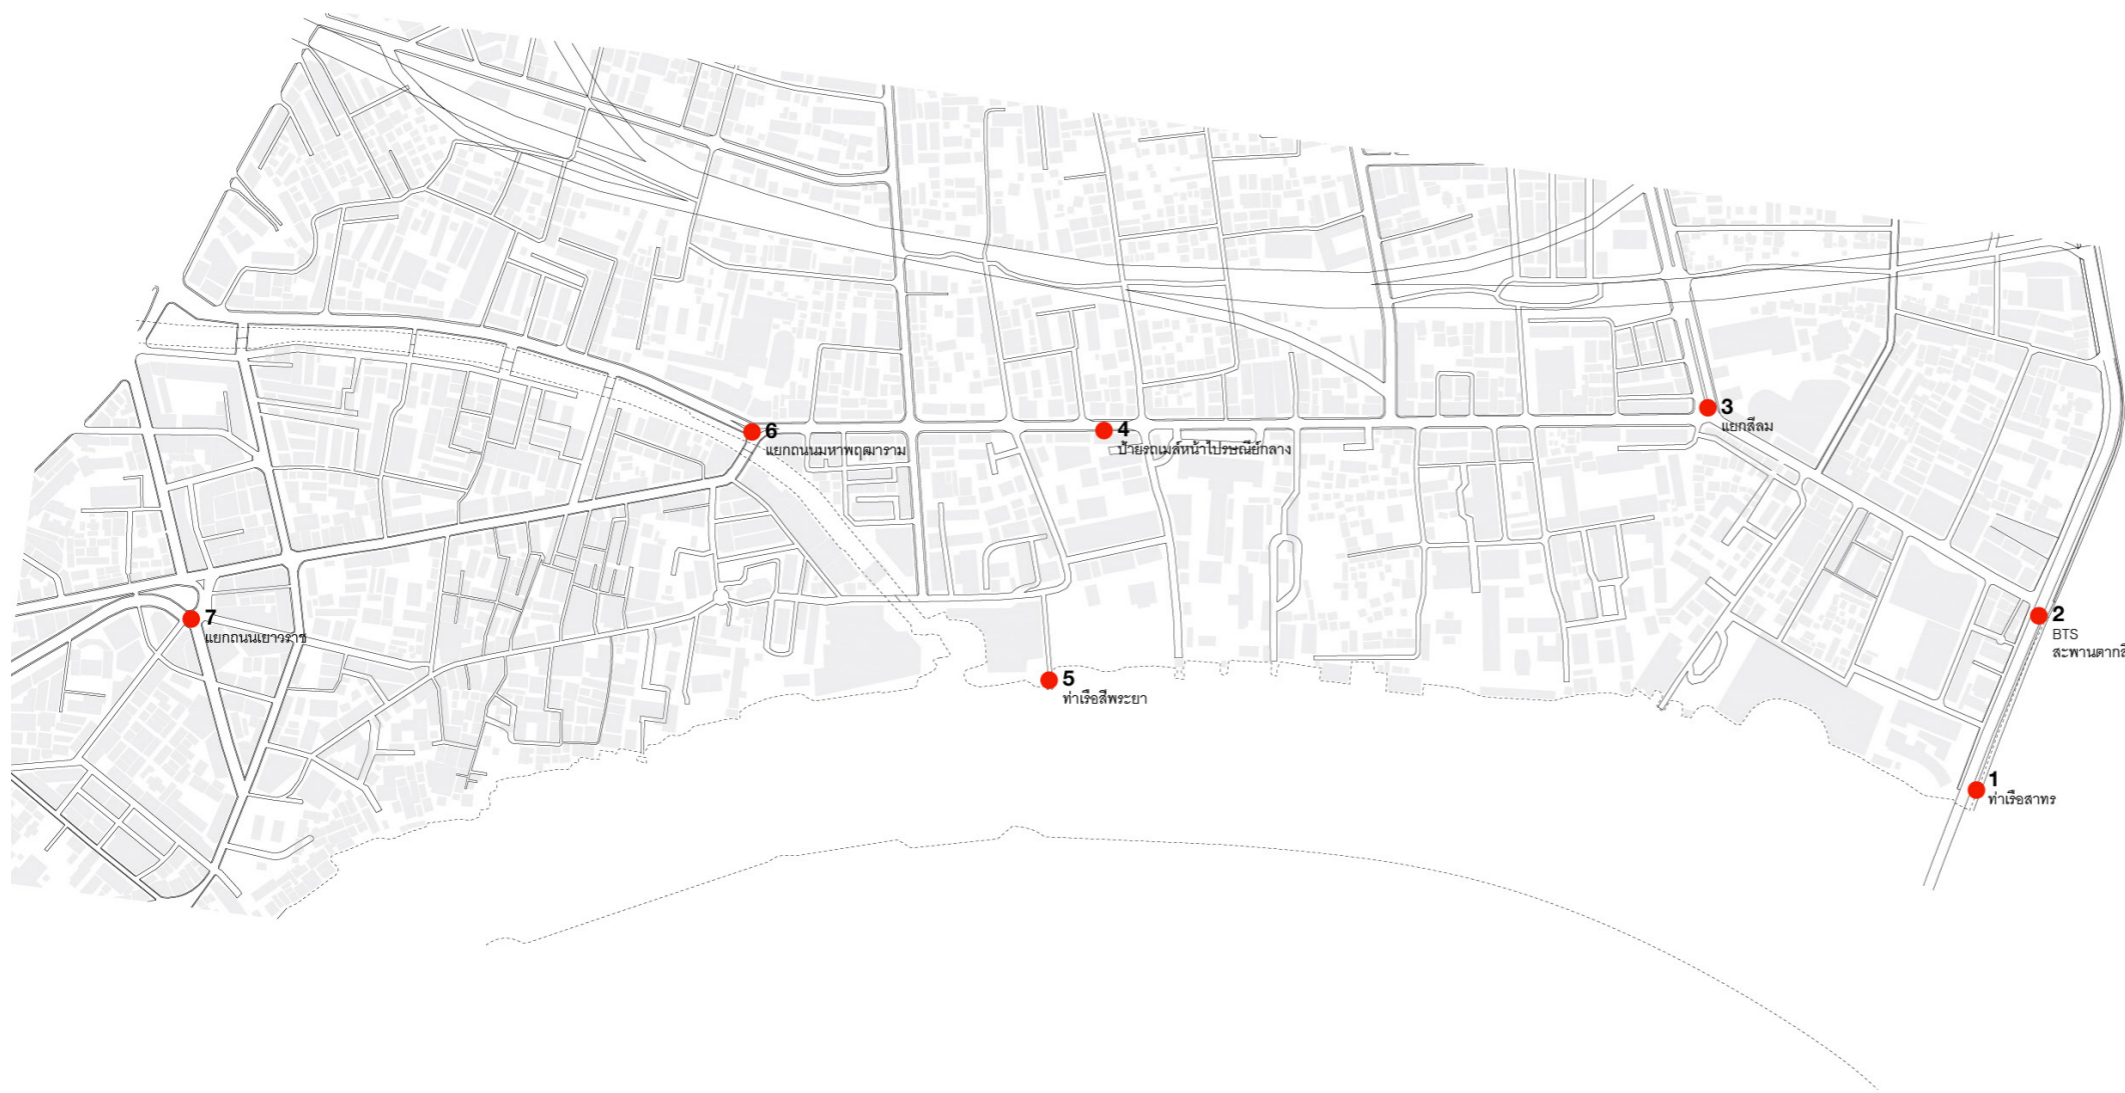 6
แยกถนนมหาพฤฒาราม
4
ป้ายรถเมล์หน้าไปรษณีย์กลาง
3
แยกสีลม
7
แยกถนนเยาวราช
5
ท่าเรือสี่พระยา
2
BTS
1
ท่าเรือสาทร